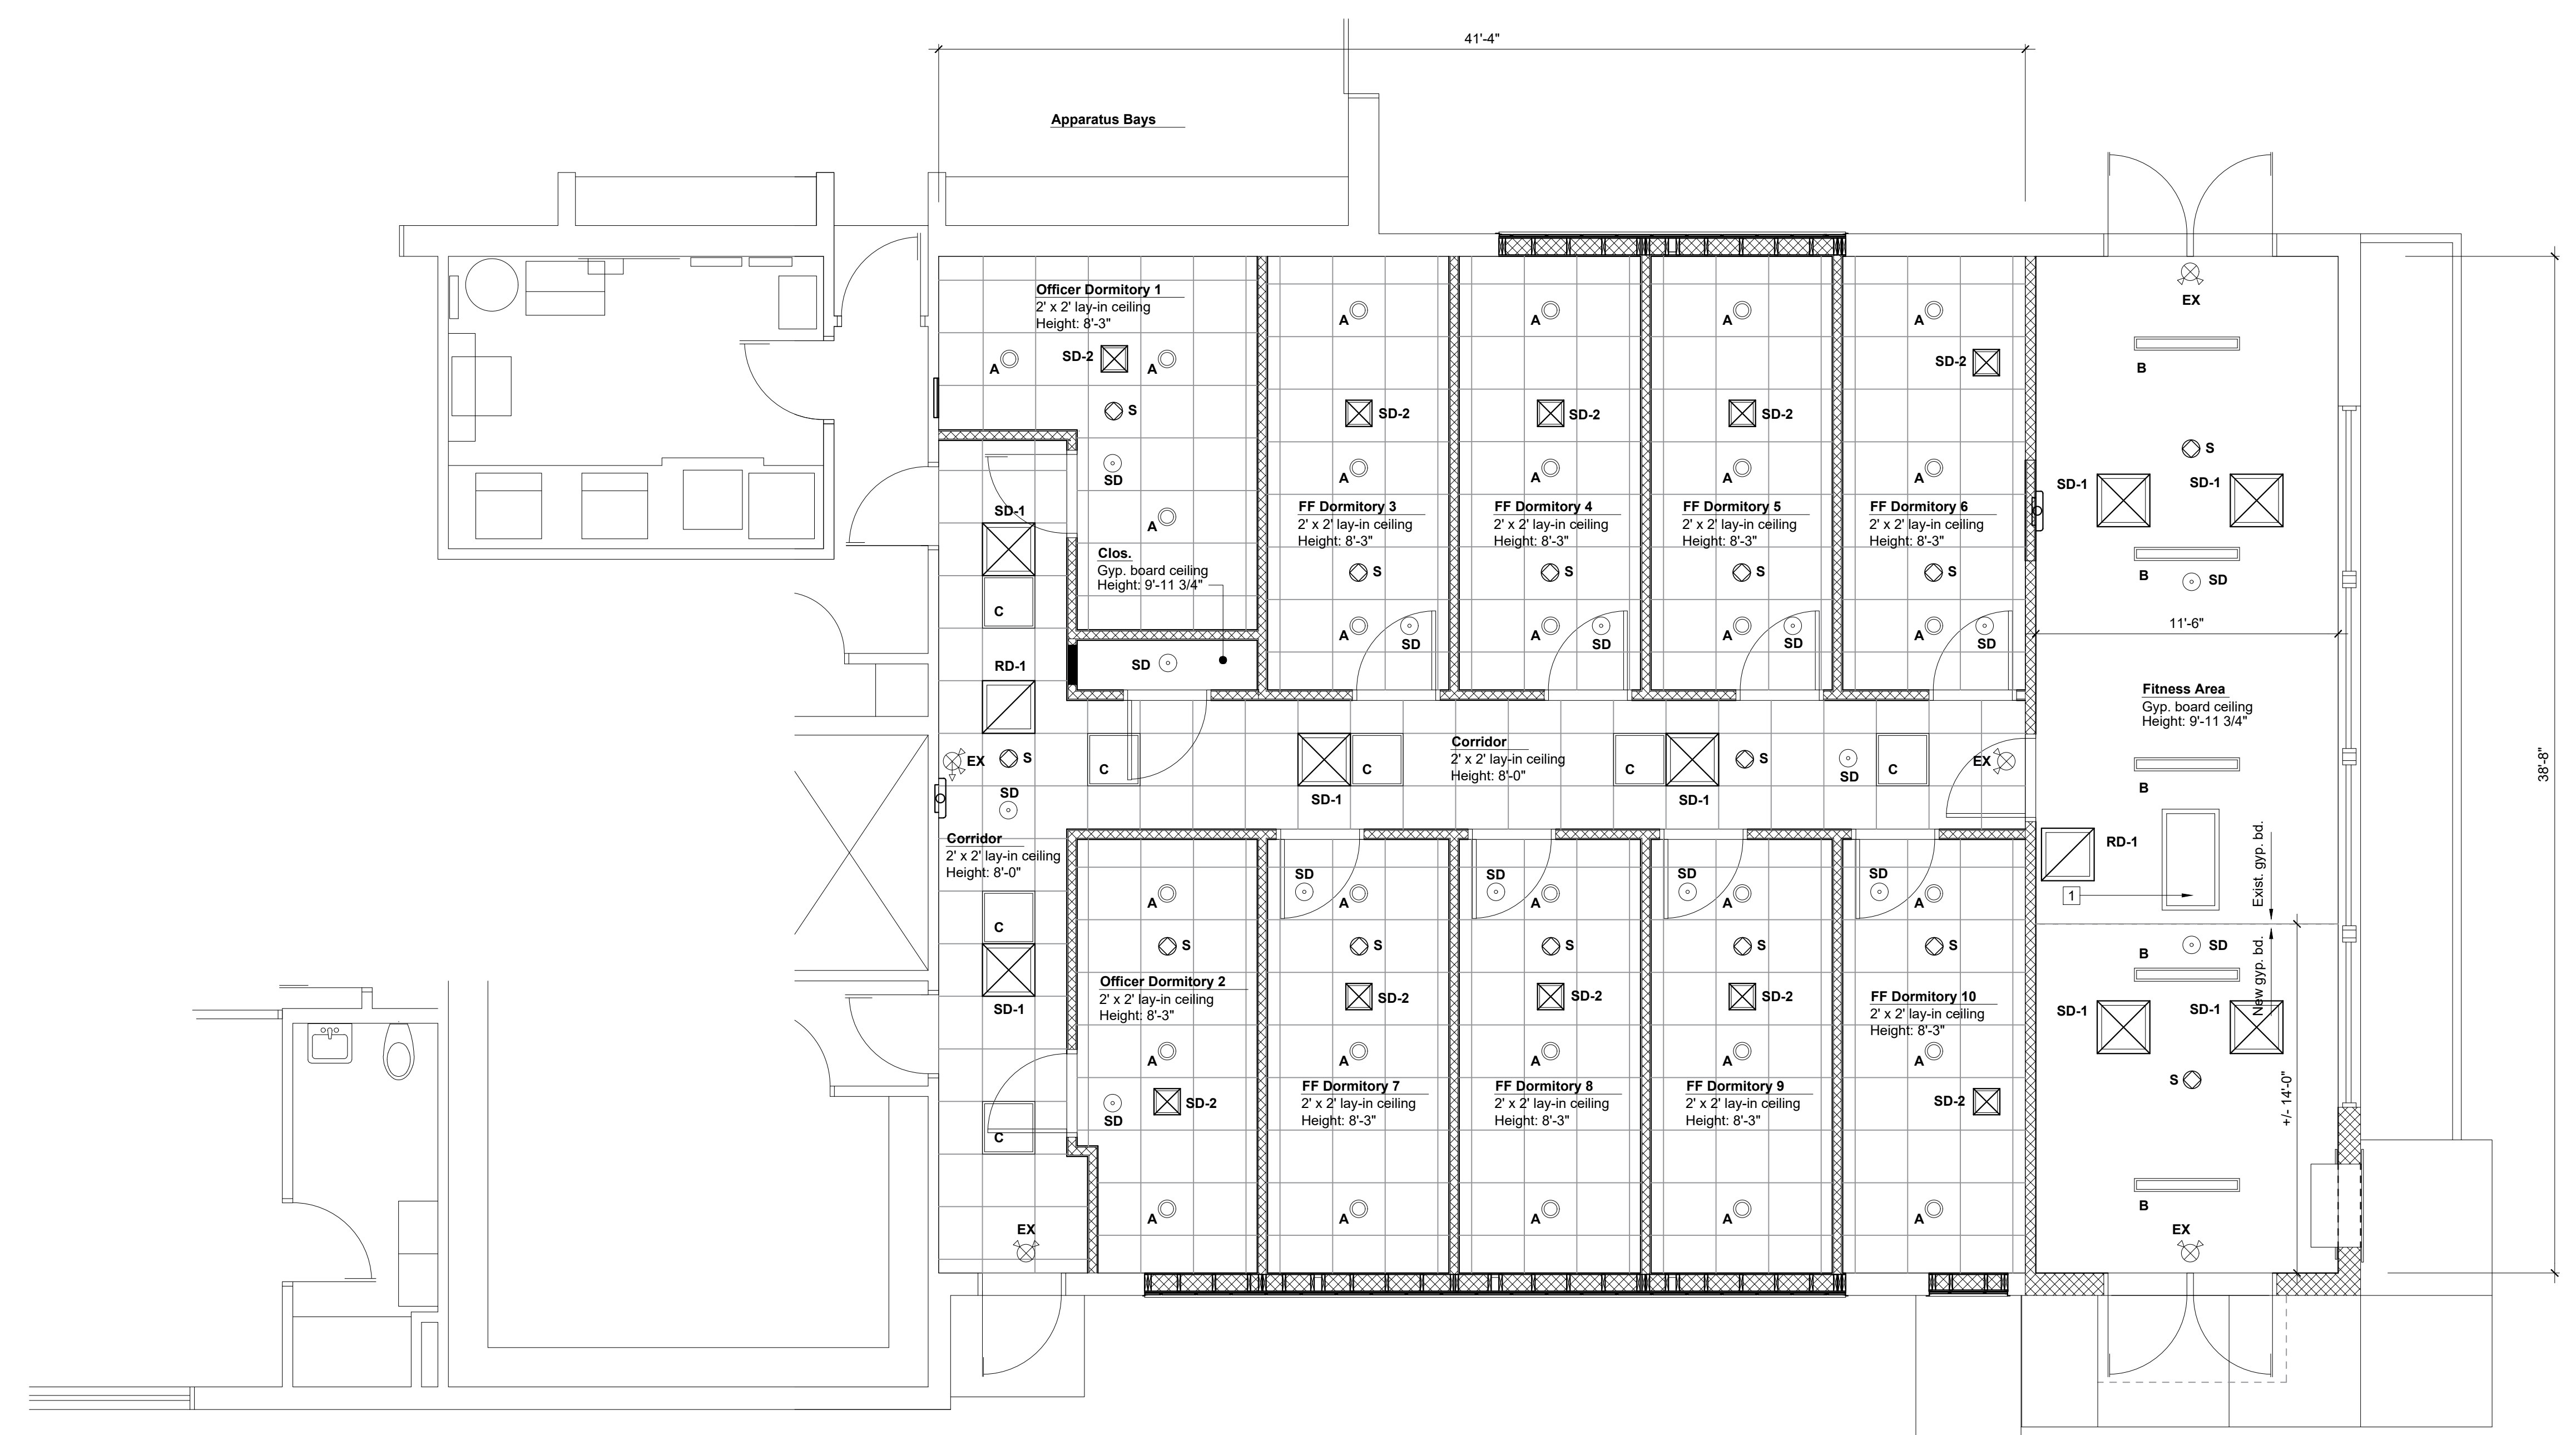 41'-4"
Apparatus Bays
EX
Officer Dormitory 1
2' x 2' lay-in ceiling
Height: 8'-3"
A
A
A
A
SD-2
A
A
SD-2
B
S
SD-2
SD-2
SD-2
S
SD
A
A
A
A
SD-1
SD-1
SD-1
A
FF Dormitory 3
2' x 2' lay-in ceiling
Height: 8'-3"
FF Dormitory 4
2' x 2' lay-in ceiling
Height: 8'-3"
FF Dormitory 5
2' x 2' lay-in ceiling
Height: 8'-3"
FF Dormitory 6
2' x 2' lay-in ceiling
Height: 8'-3"
Clos.
Gyp. board ceiling
Height: 9'-11 3/4"
S
S
S
S
B
SD
C
A
SD
A
SD
A
SD
A
SD
11'-6"
RD-1
SD
Fitness Area
Gyp. board ceiling
Height: 9'-11 3/4"
EX
S
C
C
Corridor
2' x 2' lay-in ceiling
Height: 8'-0"
C
S
SD
C
EX
SD
SD-1
SD-1
B
38'-8"
Corridor
2' x 2' lay-in ceiling
Height: 8'-0"
RD-1
1
Exist. gyp. bd.
SD
SD
SD
SD
A
A
A
A
A
C
S
S
S
S
S
B
SD
New gyp. bd.
SD-1
Officer Dormitory 2
2' x 2' lay-in ceiling
Height: 8'-3"
SD-2
SD-2
SD-2
FF Dormitory 10
2' x 2' lay-in ceiling
Height: 8'-3"
SD-1
SD-1
A
A
A
A
A
S
SD
SD-2
FF Dormitory 7
2' x 2' lay-in ceiling
Height: 8'-3"
FF Dormitory 8
2' x 2' lay-in ceiling
Height: 8'-3"
FF Dormitory 9
2' x 2' lay-in ceiling
Height: 8'-3"
SD-2
+/- 14'-0"
C
A
A
A
A
A
B
EX
EX